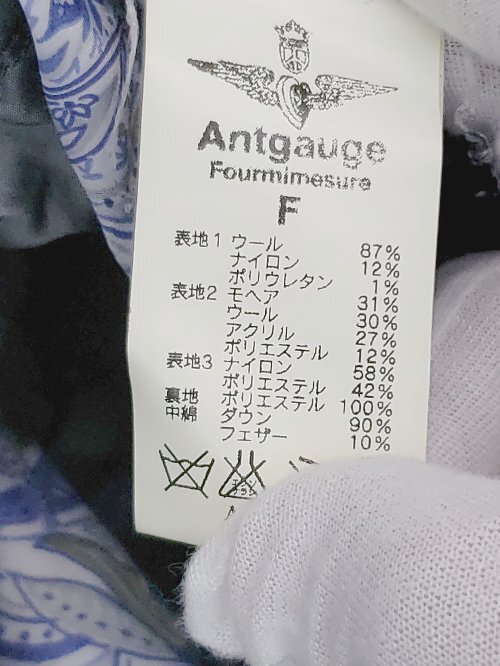 Antgauge
Fourmimesure
F
表地1 ウール 87%
ナイロン 12%
ポリウレタン 1%
表地2 モヘア 31%
ウール 30%
アクリル 27%
ポリエステル 12%
表地3 ナイロン 58%
ポリエステル 42%
裏地 ポリエステル 100%
中綿 ダウン 90%
フェザー 10%